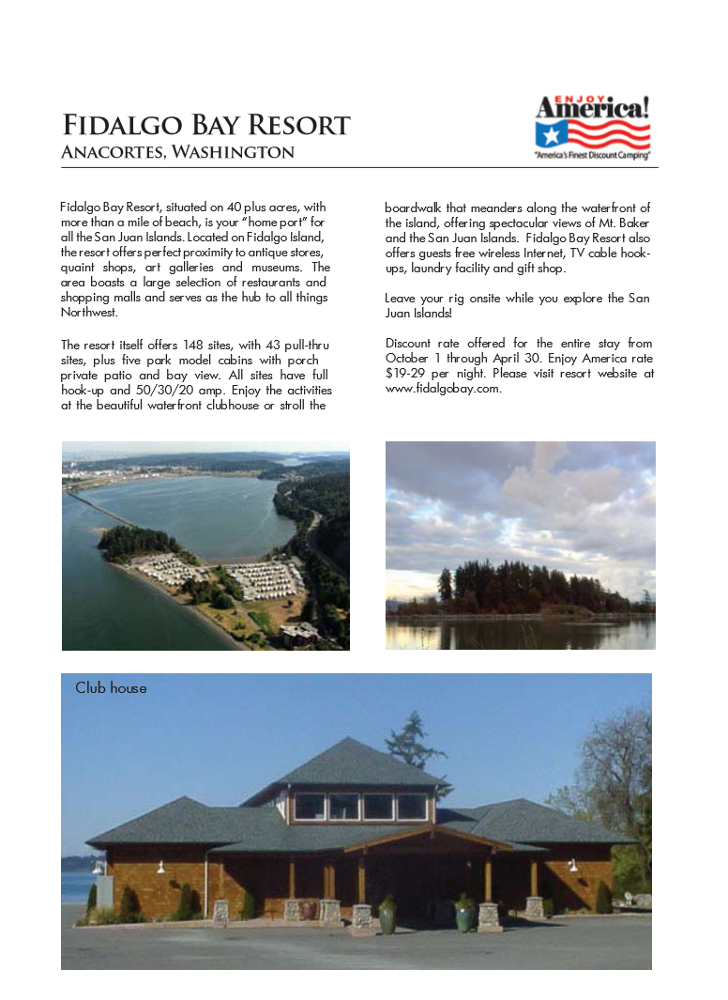 Fidalgo Bay Resort
Anacortes, Washington
ENJOY
America!
"America's Finest Discount Camping"
Fidalgo Bay Resort, situated on 40 plus acres, with
more than a mile of beach, is your "home port" for
all the San Juan Islands. Located on Fidalgo Island,
the resort offers perfect proximity to antique stores,
quaint shops, art galleries and museums. The
area boasts a large selection of restaurants and
shopping malls and serves as the hub to all things
Northwest.
The resort itself offers 148 sites, with 43 pull-thru
sites, plus five park model cabins with porch
private patio and bay view. All sites have full
hook-up and 50/30/20 amp. Enjoy the activities
at the beautiful waterfront clubhouse or stroll the
boardwalk that meanders along the waterfront of
the island, offering spectacular views of Mt. Baker
and the San Juan Islands. Fidalgo Bay Resort also
offers guests free wireless Internet, TV cable hook-
ups, laundry facility and gift shop.
Leave your rig onsite while you explore the San
Juan Islands!
Discount rate offered for the entire stay from
October 1 through April 30. Enjoy America rate
$19-29 per night. Please visit resort website at
www.fidalgobay.com.
Club house